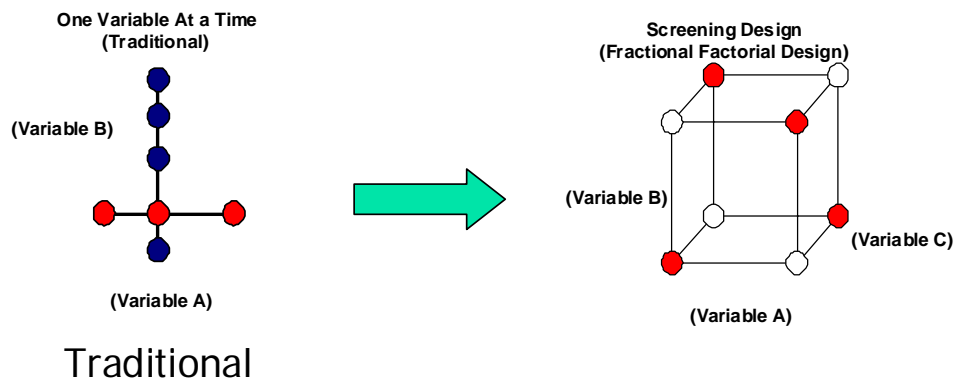 One Variable At a Time
(Traditional)
(Variable B)
(Variable A)
Traditional
Screening Design
(Fractional Factorial Design)
(Variable B)
(Variable C)
(Variable A)